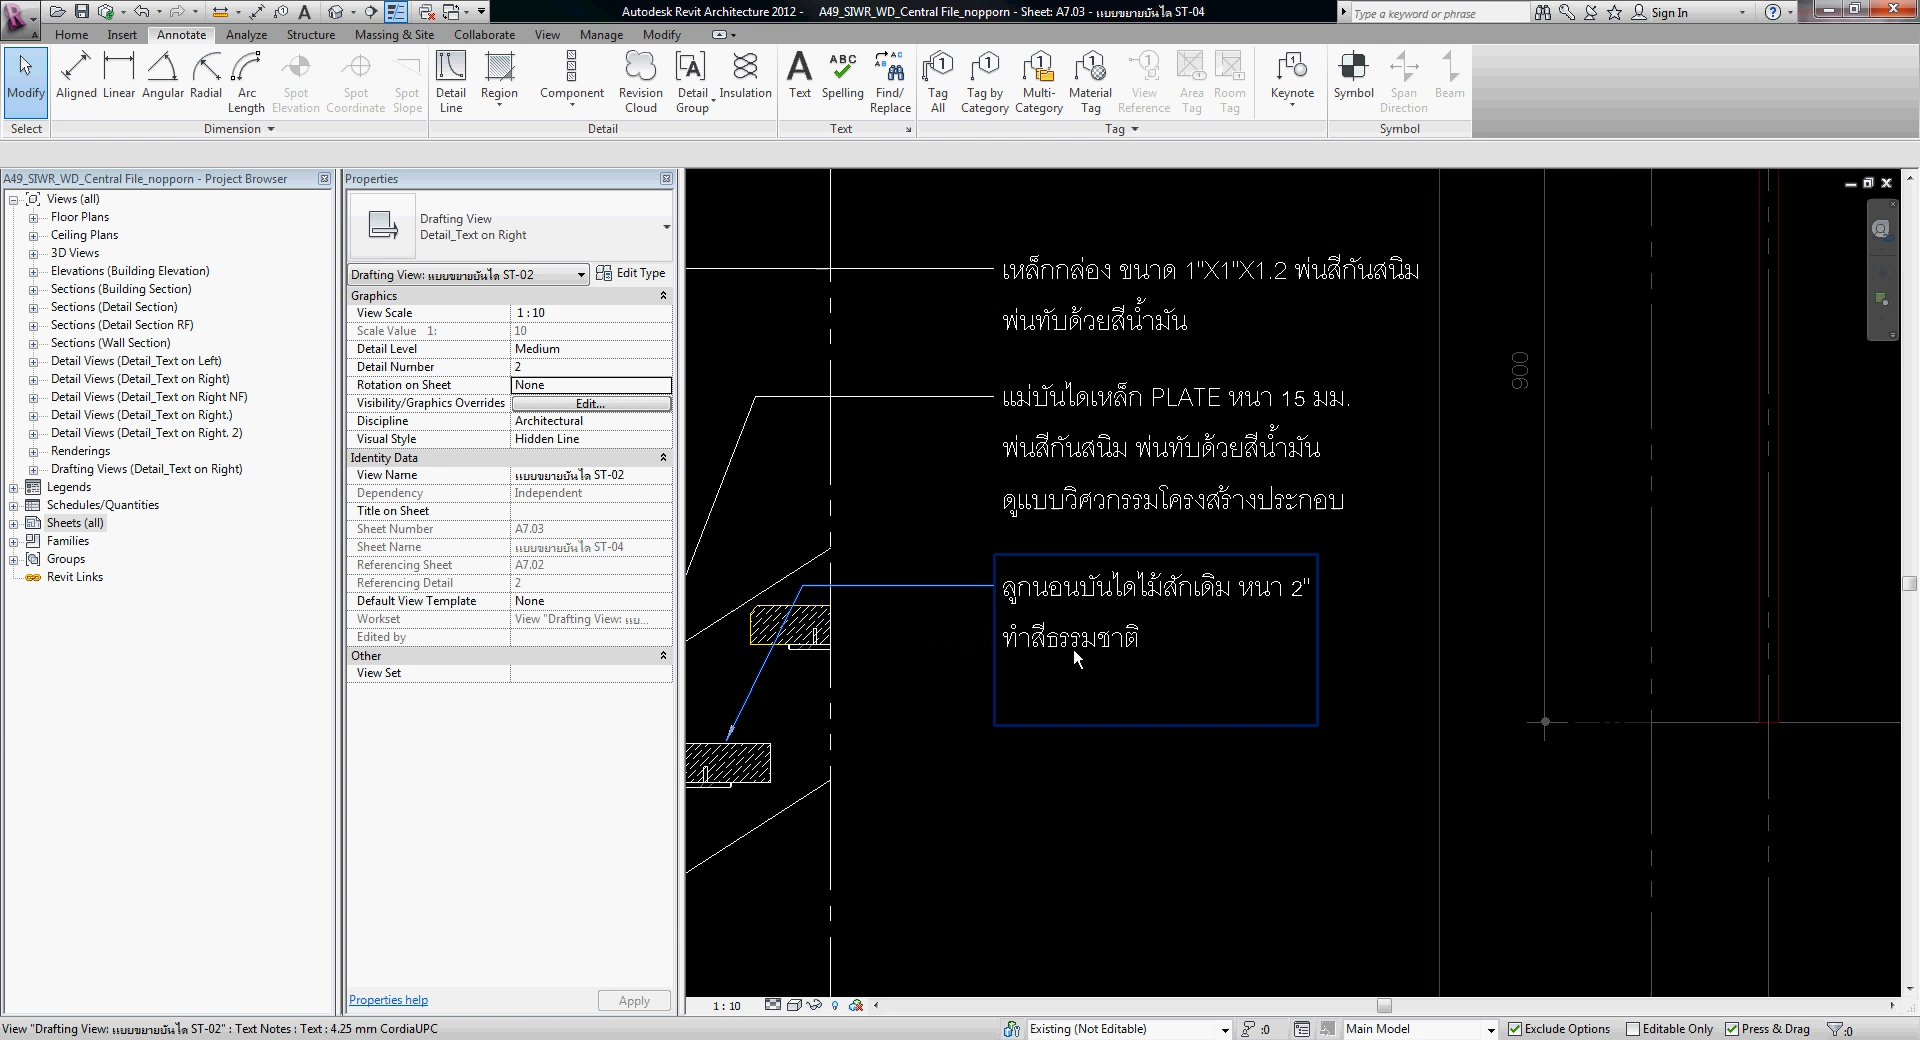 Autodesk Revit Architecture 2012 - A49_SIWR_WD_Central File_nopporn - Sheet: A7.03 - แบบขยายบันได ST-04
Type a keyword or phrase
Sign In
Home Insert Annotate Analyze Structure Massing & Site Collaborate View Manage Modify
Modify
Aligned
Linear
Angular
Radial
Arc Length
Spot Elevation
Spot Coordinate
Spot Slope
Detail Line
Region
Component
Revision Cloud
Detail Group
Insulation
Text
ABC
Spelling
Find/ Replace
Tag All
Tag by Category
Multi- Category
Material Tag
View Reference
Area Tag
Room Tag
Keynote
Symbol
Span Direction
Beam
Select
Dimension
Detail
Text
Tag
Symbol
A49_SIWR_WD_Central File_nopporn - Project Browser
Views (all)
Floor Plans
Ceiling Plans
3D Views
Elevations (Building Elevation)
Sections (Building Section)
Sections (Detail Section)
Sections (Detail Section RF)
Sections (Wall Section)
Detail Views (Detail_Text on Left)
Detail Views (Detail_Text on Right)
Detail Views (Detail_Text on Right NF)
Detail Views (Detail_Text on Right.)
Detail Views (Detail_Text on Right. 2)
Renderings
Drafting Views (Detail_Text on Right)
Legends
Schedules/Quantities
Sheets (all)
Families
Groups
Revit Links
Properties
Drafting View
Detail_Text on Right
Drafting View: แบบขยายบันได ST-02
Edit Type
Graphics
View Scale 1 : 10
Scale Value 1: 10
Detail Level Medium
Detail Number 2
Rotation on Sheet None
Visibility/Graphics Overrides Edit...
Discipline Architectural
Visual Style Hidden Line
Identity Data
View Name แบบขยายบันได ST-02
Dependency Independent
Title on Sheet
Sheet Number A7.03
Sheet Name แบบขยายบันได ST-04
Referencing Sheet A7.02
Referencing Detail 2
Default View Template None
Workset View "Drafting View: แบ...
Edited by
Other
View Set
Properties help
Apply
เหล็กกล่อง ขนาด 1"X1"X1.2 พ่นสีกันสนิม
พ่นทับด้วยสีน้ำมัน
แม่บันไดเหล็ก PLATE หนา 15 มม.
พ่นสีกันสนิม พ่นทับด้วยสีน้ำมัน
ดูแบบวิศวกรรมโครงสร้างประกอบ
ลูกนอนบันไดไม้สักเดิม หนา 2"
ทำสีธรรมชาติ
900
1 : 10
View "Drafting View: แบบขยายบันได ST-02" : Text Notes : Text : 4.25 mm CordiaUPC
Existing (Not Editable)
:0
Main Model
Exclude Options
Editable Only
Press & Drag
:0